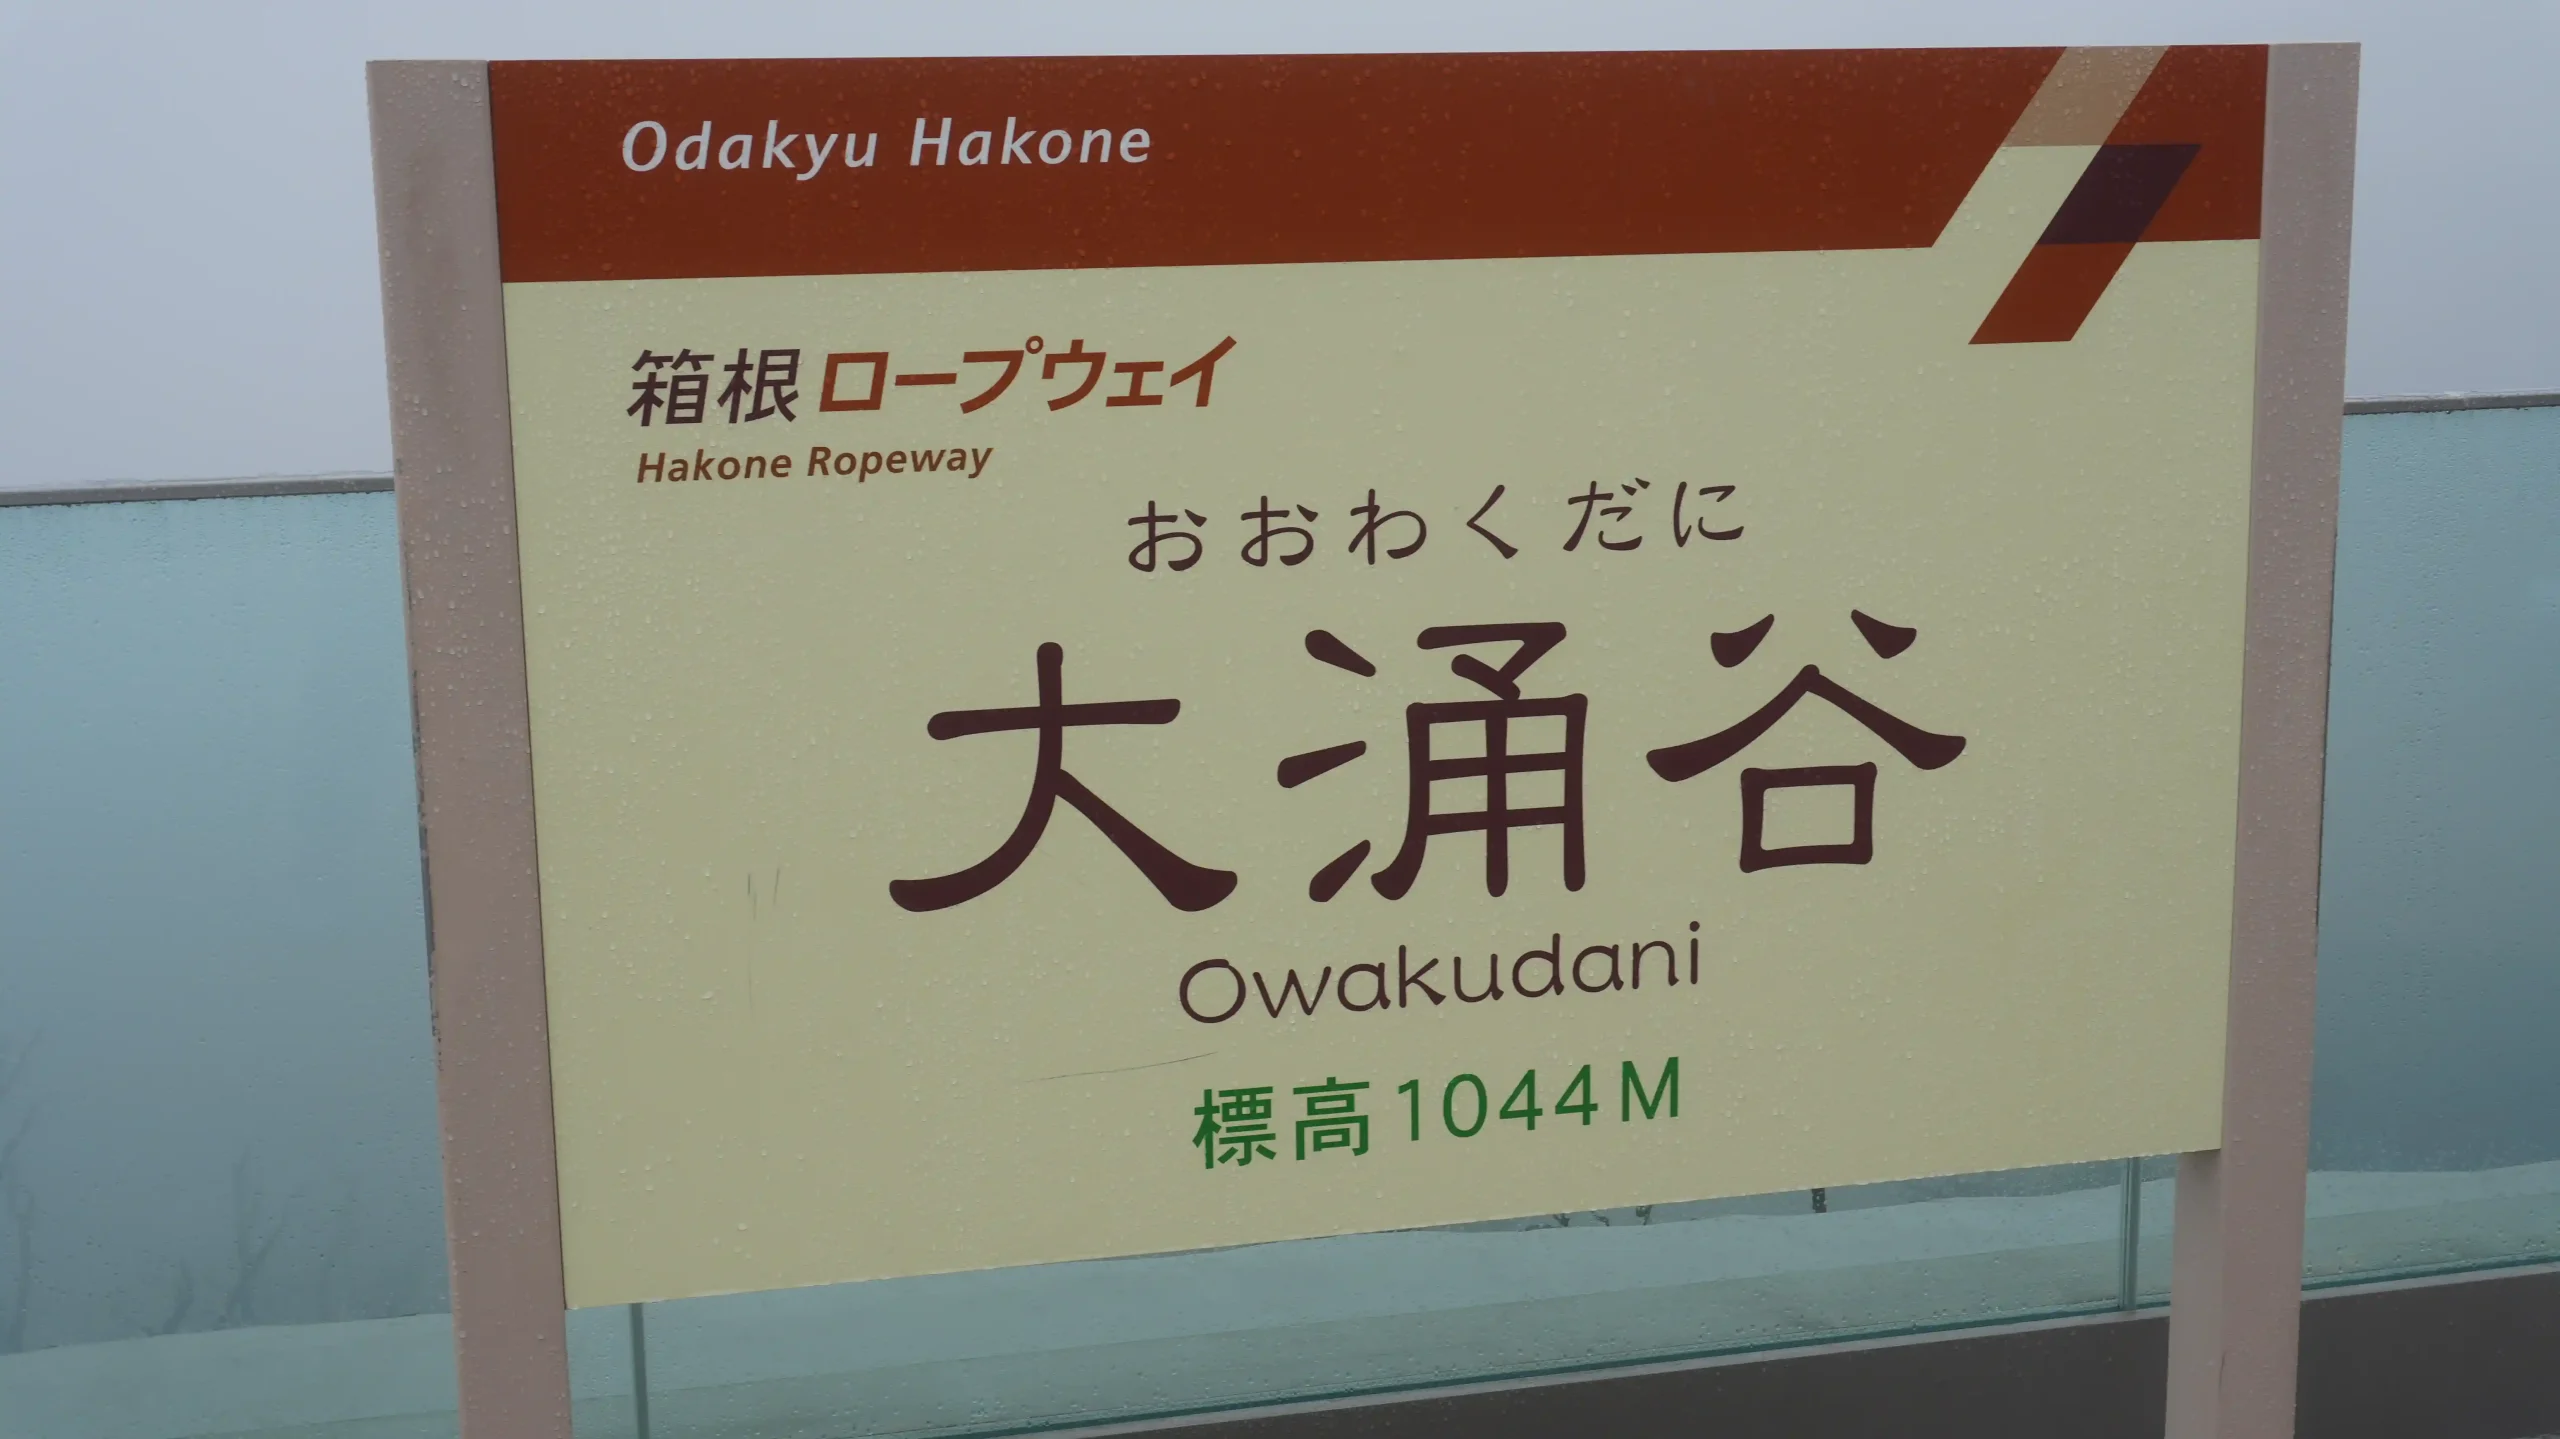 Odakyu Hakone
箱根ロープウェイ
Hakone Ropeway
おおわくだに
大涌谷
Owakudani
標高1044M